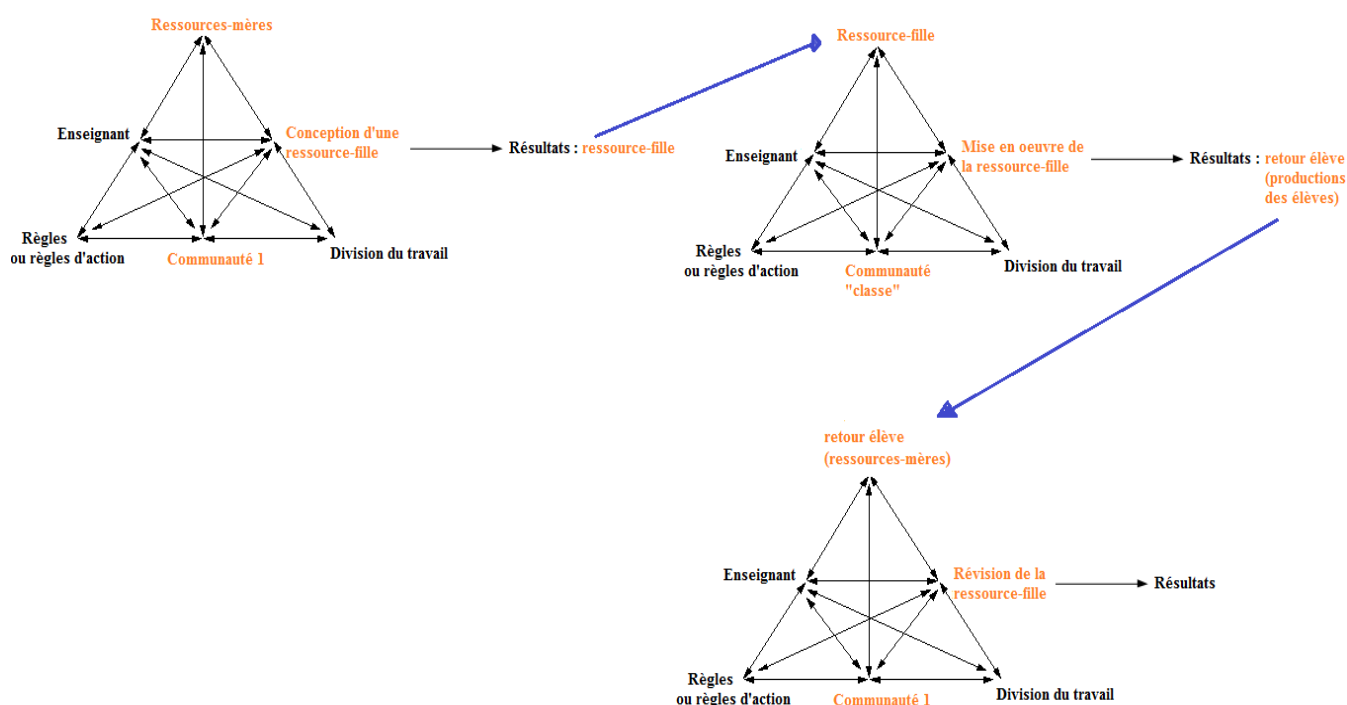 Ressources-mères
Enseignant
Conception d'une
ressource-fille
Résultats : ressource-fille
Règles
ou règles d'action
Communauté 1
Division du travail
Ressource-fille
Enseignant
Mise en oeuvre de
la ressource-fille
Résultats : retour élève
(productions
des élèves)
Règles
ou règles d'action
Communauté
"classe"
Division du travail
retour élève
(ressources-mères)
Enseignant
Révision de la
ressource-fille
Résultats
Règles
ou règles d'action
Communauté 1
Division du travail